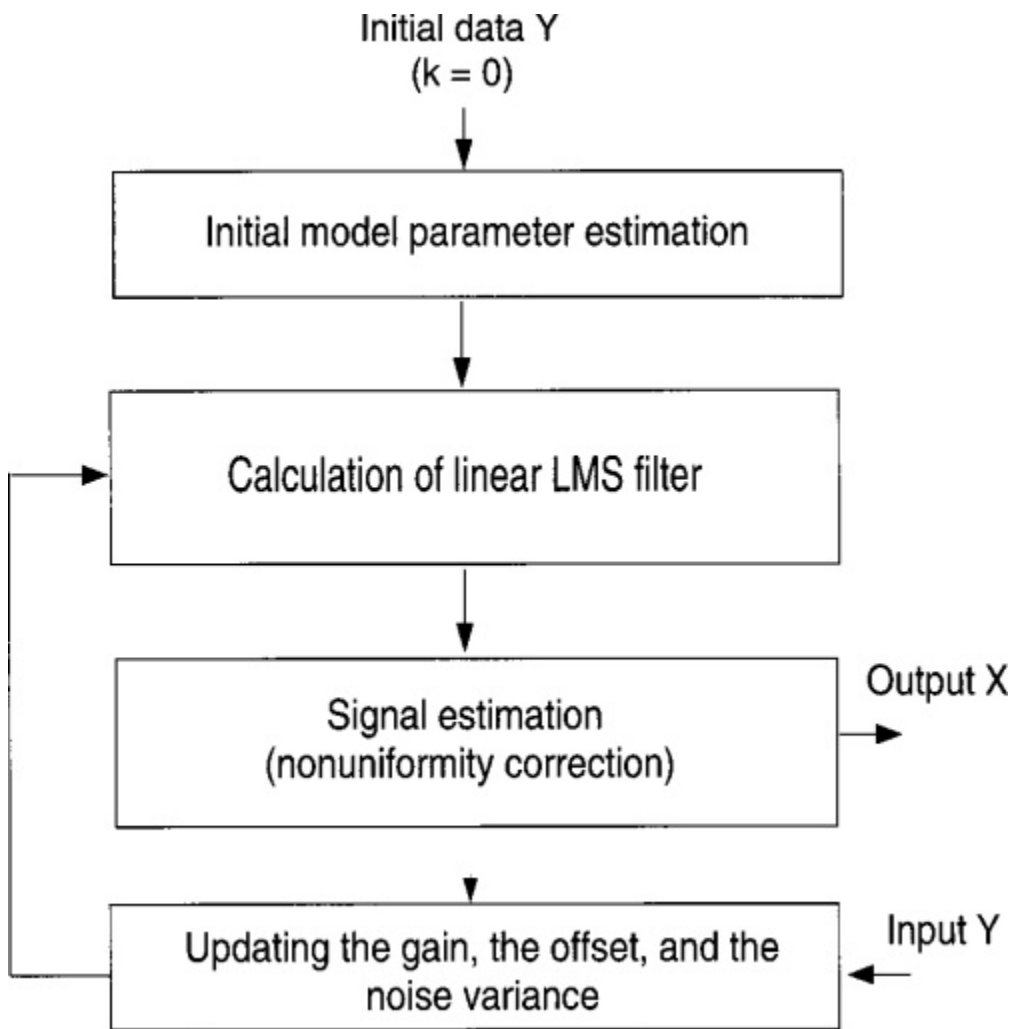 Initial data Y
(k = 0)
Initial model parameter estimation
Calculation of linear LMS filter
Signal estimation
(nonuniformity correction)
Output X
Updating the gain, the offset, and the
noise variance
Input Y